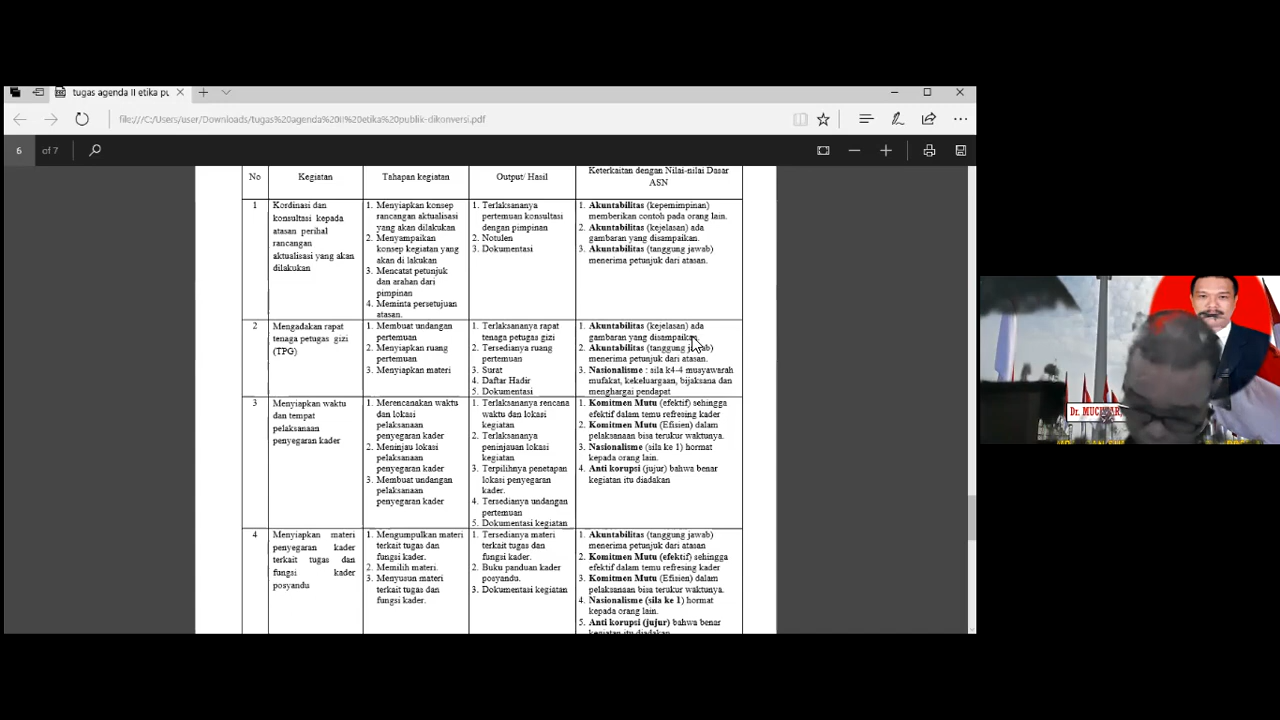 tugas agenda II etika pu
file:///C:/Users/user/Downloads/tugas%20agenda%20II%20etika%20publik-dikonversi.pdf
6 of 7
No
Kegiatan
Tahapan kegiatan
Output/ Hasil
Keterkaitan dengan Nilai-nilai Dasar
ASN
1
Kordinasi dan
konsultasi kepada
atasan perihal
rancangan
aktualisasi yang akan
dilakukan
1. Menyiapkan konsep
rancangan aktualisasi
yang akan dilakukan
2. Menyampaikan
konsep kegiatan yang
akan di lakukan
3. Mencatat petunjuk
dan arahan dari
pimpinan
4. Meminta persetujuan
atasan.
1. Terlaksananya
pertemuan konsultasi
dengan pimpinan
2. Notulen
3. Dokumentasi
1. Akuntabilitas (kepemimpinan)
memberikan contoh pada orang lain.
2. Akuntabilitas (kejelasan) ada
gambaran yang disampaikan.
3. Akuntabilitas (tanggung jawab)
menerima petunjuk dari atasan.
2
Mengadakan rapat
tenaga petugas gizi
(TPG)
1. Membuat undangan
pertemuan
2. Menyiapkan ruang
pertemuan
3. Menyiapkan materi
1. Terlaksananya rapat
tenaga petugas gizi
2. Tersedianya ruang
pertemuan
3. Surat
4. Daftar Hadir
5. Dokumentasi
1. Akuntabilitas (kejelasan) ada
gambaran yang disampaikan.
2. Akuntabilitas (tanggung jawab)
menerima petunjuk dari atasan.
3. Nasionalisme : sila k4-4 musyawarah
mufakat, kekeluargaan, bijaksana dan
menghargai pendapat
3
Menyiapkan waktu
dan tempat
pelaksanaan
penyegaran kader
1. Merencanakan waktu
dan lokasi
pelaksanaan
penyegaran kader
2. Meninjau lokasi
pelaksanaan
penyegaran kader
3. Membuat undangan
pelaksanaan
penyegaran kader
1. Terlaksananya rencana
waktu dan lokasi
kegiatan
2. Terlaksananya
peninjauan lokasi
kegiatan
3. Terpilihnya penetapan
lokasi penyegaran
kader.
4. Tersedianya undangan
pertemuan
5. Dokumentasi kegiatan
1. Komitmen Mutu (efektif) sehingga
efektif dalam temu refresing kader
2. Komitmen Mutu (Efisien) dalam
pelaksanaan bisa terukur waktunya.
3. Nasionalisme (sila ke 1) hormat
kepada orang lain.
4. Anti korupsi (jujur) bahwa benar
kegiatan itu diadakan
4
Menyiapkan materi
penyegaran kader
terkait tugas dan
fungsi kader
posyandu
1. Mengumpulkan materi
terkait tugas dan
fungsi kader.
2. Memilih materi.
3. Menyusun materi
terkait tugas dan
fungsi kader.
1. Tersedianya materi
terkait tugas dan
fungsi kader.
2. Buku panduan kader
posyandu.
3. Dokumentasi kegiatan
1. Akuntabilitas (tanggung jawab)
menerima petunjuk dari atasan
2. Komitmen Mutu (efektif) sehingga
efektif dalam temu refresing kader
3. Komitmen Mutu (Efisien) dalam
pelaksanaan bisa terukur waktunya.
4. Nasionalisme (sila ke 1) hormat
kepada orang lain.
5. Anti korupsi (jujur) bahwa benar
kegiatan itu diadakan
Dr.